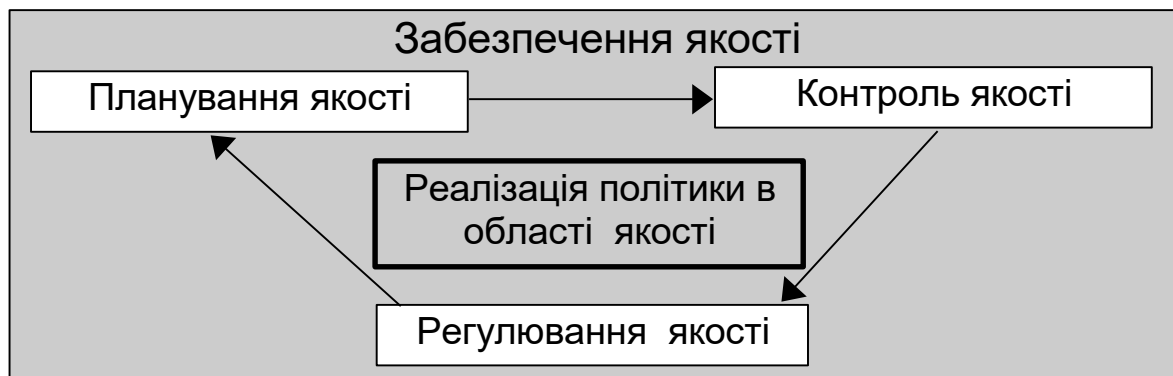 Забезпечення якості
Планування якості
Контроль якості
Реалізація політики в
області якості
Регулювання якості